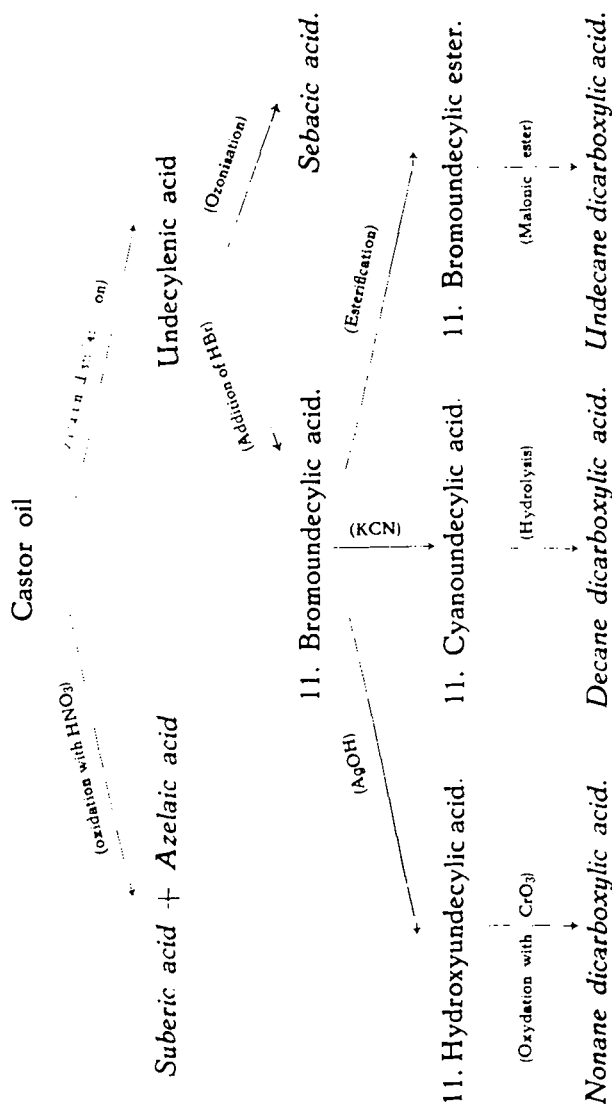 Castor oil
(oxidation with HNO3)
on)
Suberic acid + Azelaic acid
Undecylenic acid
(Addition of HBr)
(Ozonisation)
11. Bromoundecylic acid.
Sebacic acid.
(AgOH)
(KCN)
(Esterification)
11. Hydroxyundecylic acid.
11. Cyanoundecylic acid.
11. Bromoundecylic ester.
(Oxydation with CrO3)
(Hydrolysis)
(Malonic ester)
Nonane dicarboxylic acid.
Decane dicarboxylic acid.
Undecane dicarboxylic acid.